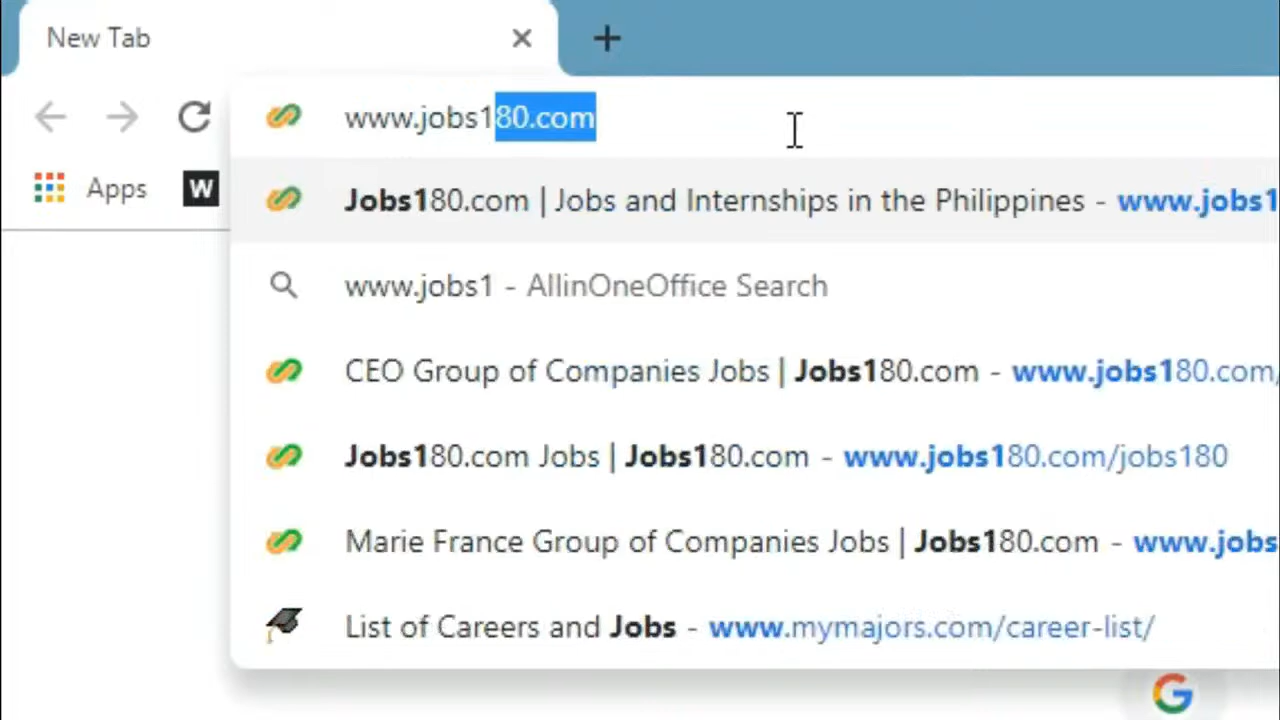 New Tab
www.jobs180.com
Apps W
Jobs180.com | Jobs and Internships in the Philippines - www.jobs1
www.jobs1 - AllinOneOffice Search
CEO Group of Companies Jobs | Jobs180.com - www.jobs180.com/
Jobs180.com Jobs | Jobs180.com - www.jobs180.com/jobs180
Marie France Group of Companies Jobs | Jobs180.com - www.jobs
List of Careers and Jobs - www.mymajors.com/career-list/
G